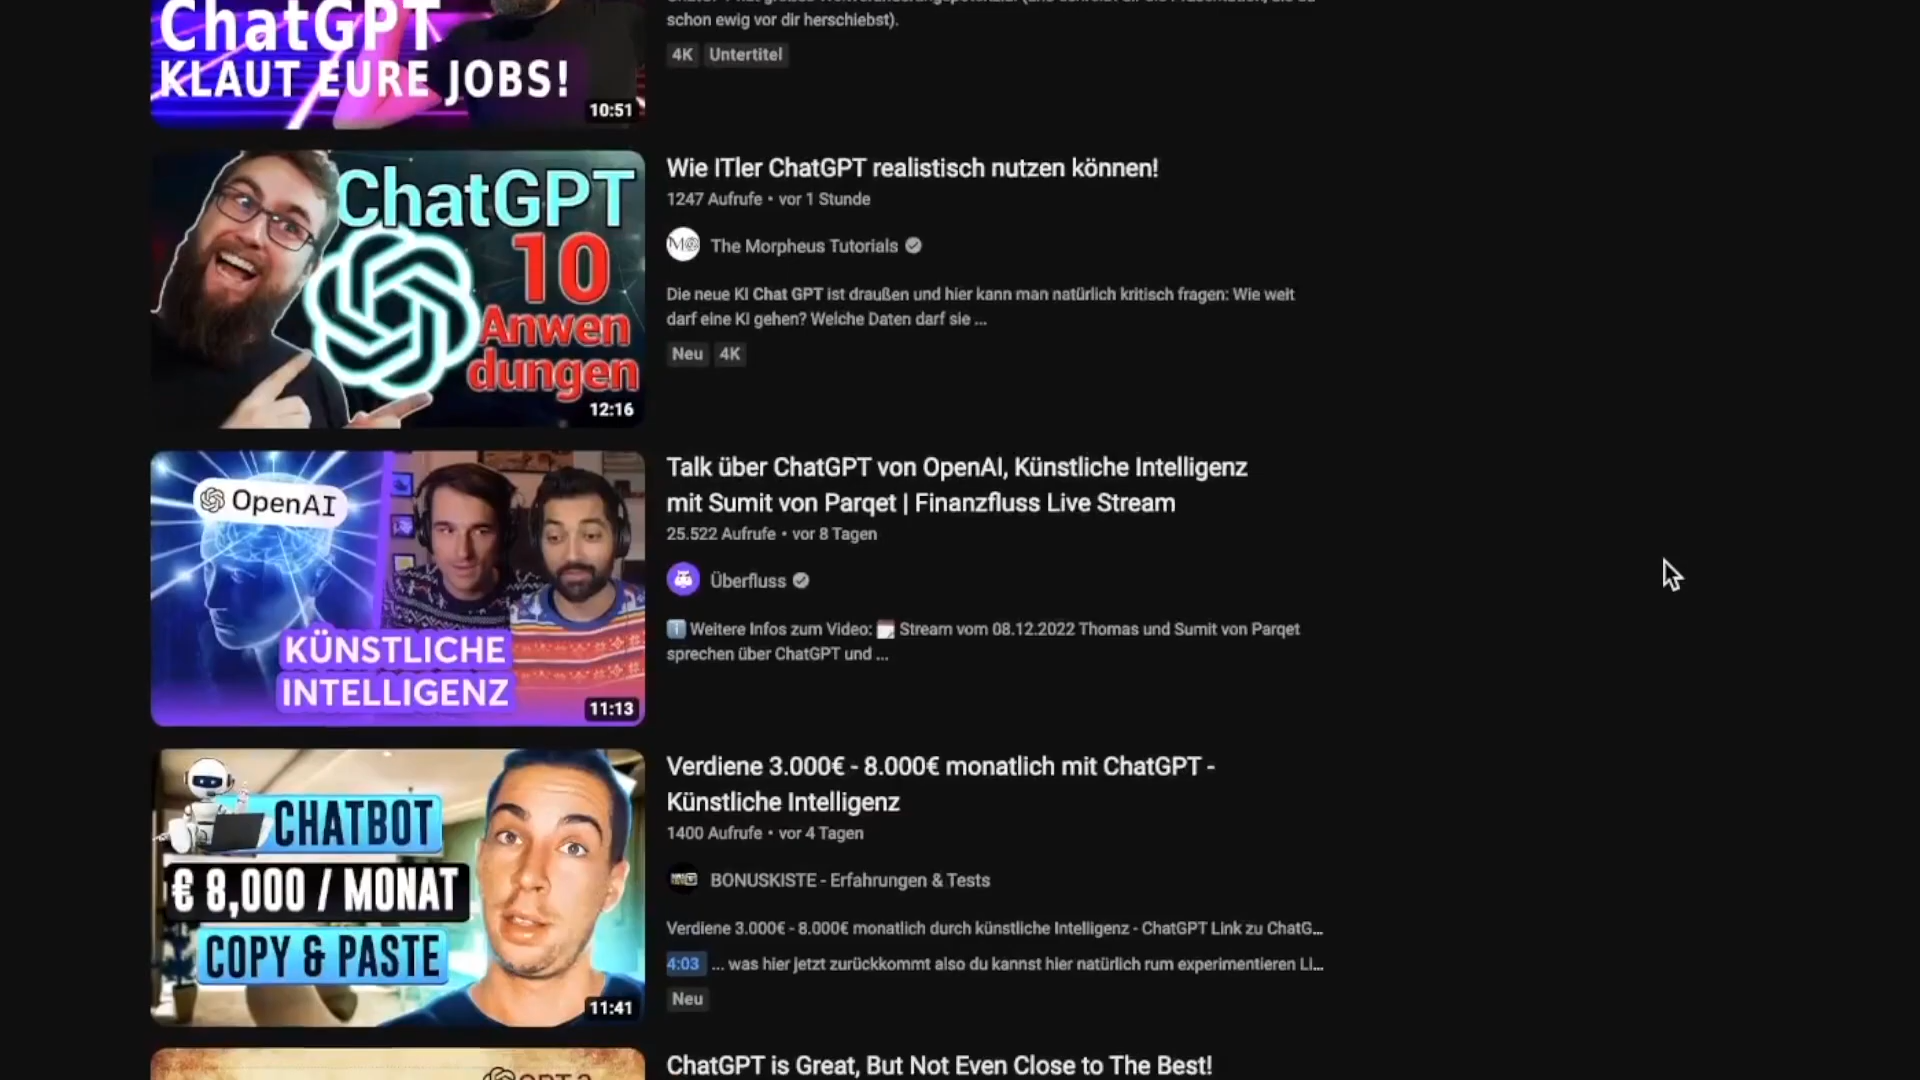 ChatGPT
KLAUT EURE JOBS!
10:51
schon ewig vor dir herschiebst).
4K Untertitel
ChatGPT
10
Anwen
dungen
12:16
Wie ITler ChatGPT realistisch nutzen können!
1247 Aufrufe • vor 1 Stunde
The Morpheus Tutorials
Die neue KI Chat GPT ist draußen und hier kann man natürlich kritisch fragen: Wie weit
darf eine KI gehen? Welche Daten darf sie ...
Neu 4K
OpenAI
KÜNSTLICHE
INTELLIGENZ
11:13
Talk über ChatGPT von OpenAI, Künstliche Intelligenz
mit Sumit von Parqet | Finanzfluss Live Stream
25.522 Aufrufe • vor 8 Tagen
Überfluss
Weitere Infos zum Video: Stream vom 08.12.2022 Thomas und Sumit von Parqet
sprechen über ChatGPT und ...
CHATBOT
€ 8,000 / MONAT
COPY & PASTE
11:41
Verdiene 3.000€ - 8.000€ monatlich mit ChatGPT -
Künstliche Intelligenz
1400 Aufrufe • vor 4 Tagen
BONUSKISTE - Erfahrungen & Tests
Verdiene 3.000€ - 8.000€ monatlich durch künstliche Intelligenz - ChatGPT Link zu ChatG...
4:03 ... was hier jetzt zurückkommt also du kannst hier natürlich rum experimentieren Li...
Neu
ChatGPT is Great, But Not Even Close to The Best!